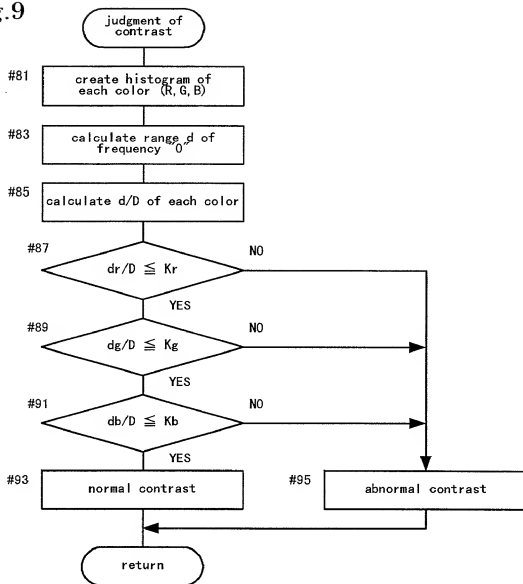 .9
judgment of
contrast
#81
create histogram of
each color (R,G,B)
#83
calculate range d of
frequency "0"
#85
calculate d/D of each color
#87
dr/D ≦ Kr
NO
YES
#89
dg/D ≦ Kg
NO
YES
#91
db/D ≦ Kb
NO
YES
#93
normal contrast
#95
abnormal contrast
return